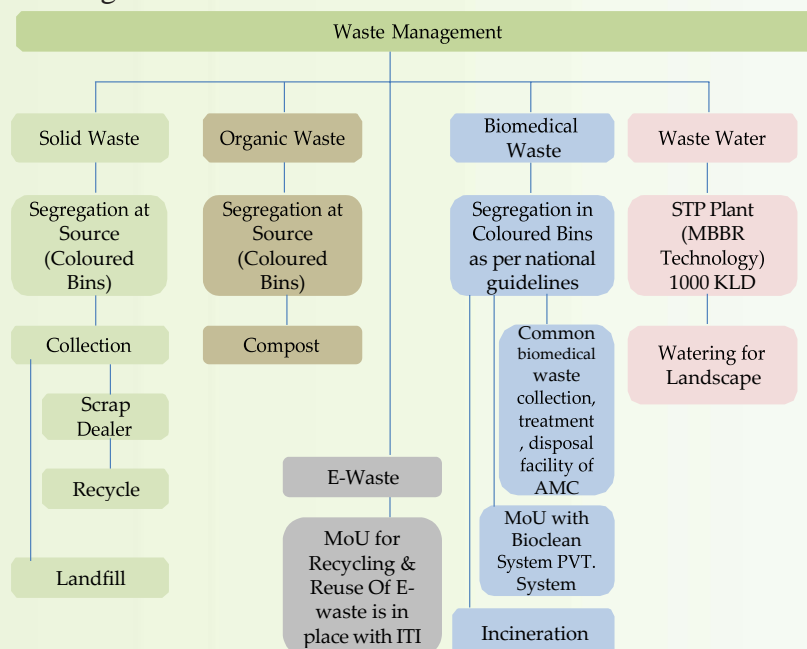 Waste Management
Solid Waste
Segregation at
Source
(Coloured
Bins)
Collection
Scrap
Dealer
Recycle
Landfill
Organic Waste
Segregation at
Source
(Coloured
Bins)
Compost
E-Waste
MoU for
Recycling &
Reuse Of E-
waste is in
place with ITI
Biomedical
Waste
Segregation in
Coloured Bins
as per national
guidelines
Common
biomedical
waste
collection,
treatment
, disposal
facility of
AMC
MoU with
Bioclean
System PVT.
System
Incineration
Waste Water
STP Plant
(MBBR
Technology)
1000 KLD
Watering for
Landscape